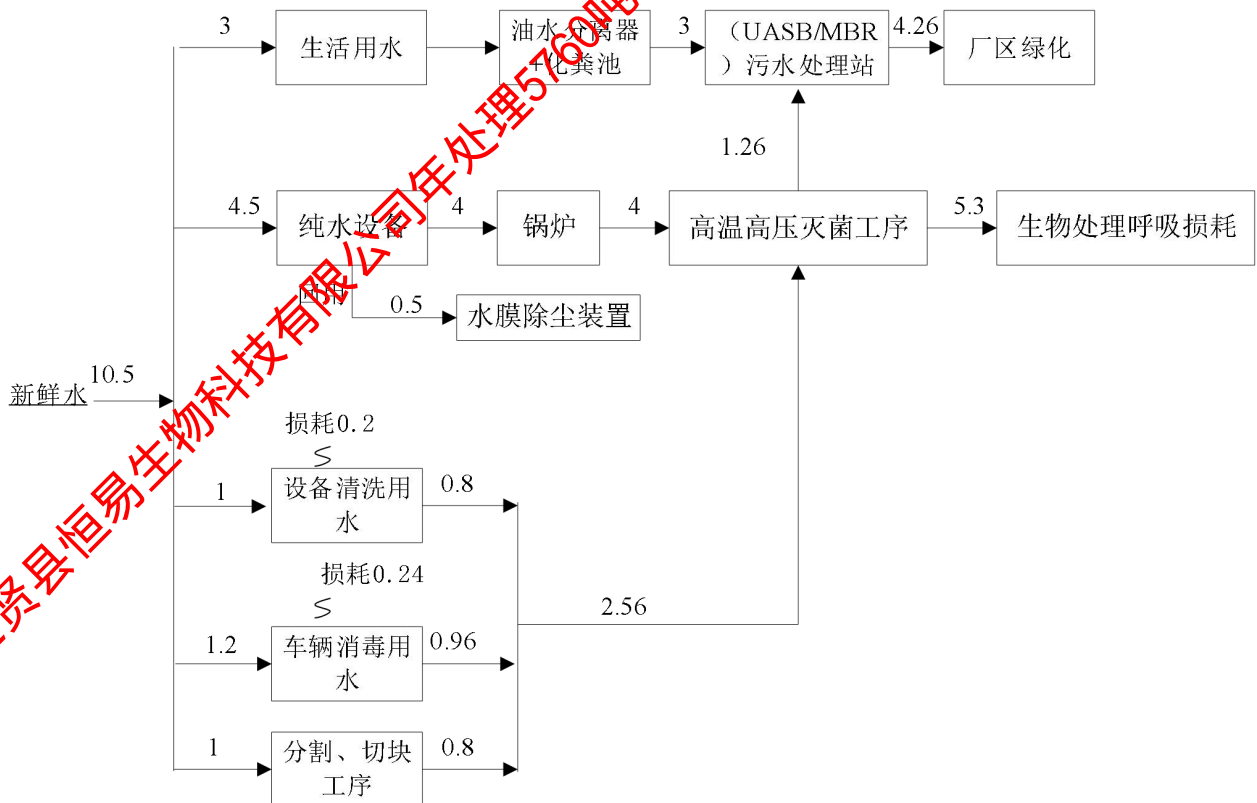 3
生活用水
油水分离器
+化粪池
3
（UASB/MBR
）污水处理站
4.26
厂区绿化
1.26
4.5
纯水设备
4
锅炉
4
高温高压灭菌工序
5.3
生物处理呼吸损耗
回用
0.5
水膜除尘装置
新鲜水
10.5
损耗0.2
1
设备清洗用
水
0.8
损耗0.24
2.56
1.2
车辆消毒用
水
0.96
1
分割、切块
工序
0.8
贤县恒易生物科技有限公司年处理5760吨